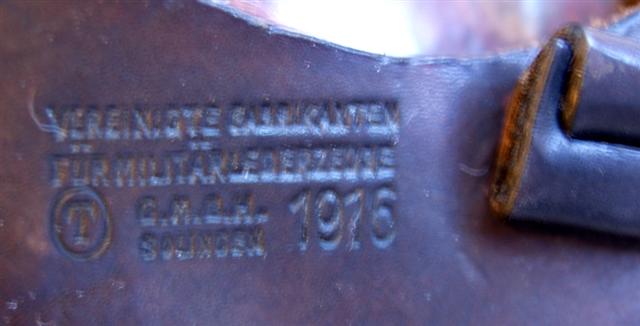 VEREINIGTE FABRIKANTEN
FÜR MILITÄRLEDERZEUGE
T G.M.B.H.
SOLINGEN 1916